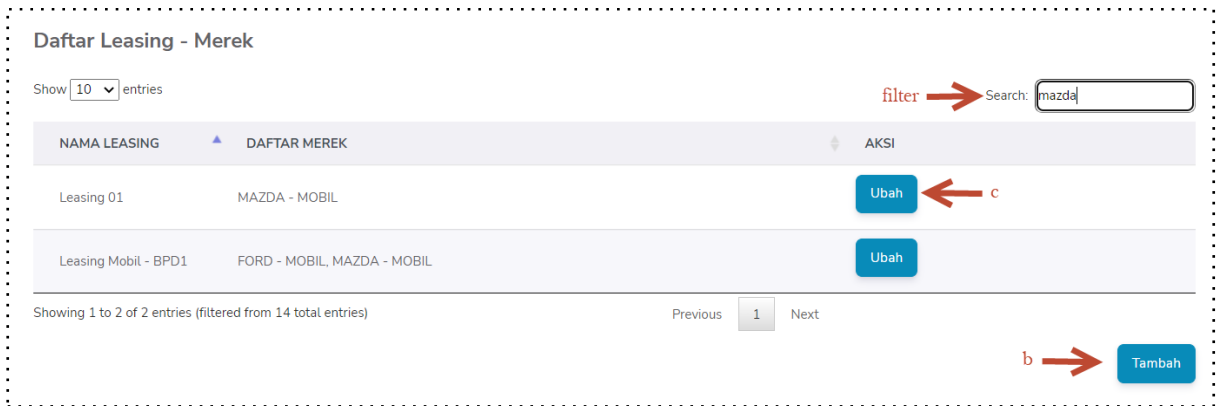 Daftar Leasing - Merek
Show 10 entries
filter Search: mazda
NAMA LEASING DAFTAR MEREK AKSI
Leasing 01 MAZDA - MOBIL Ubah c
Leasing Mobil - BPD1 FORD - MOBIL, MAZDA - MOBIL Ubah
Showing 1 to 2 of 2 entries (filtered from 14 total entries) Previous 1 Next
b Tambah